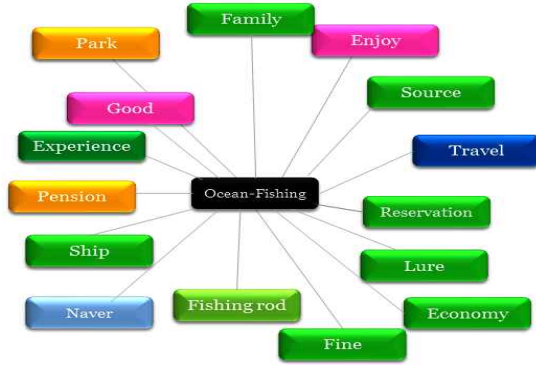 Family
Enjoy
Park
Source
Good
Experience
Travel
Ocean-Fishing
Pension
Reservation
Ship
Lure
Naver
Fishing rod
Economy
Fine